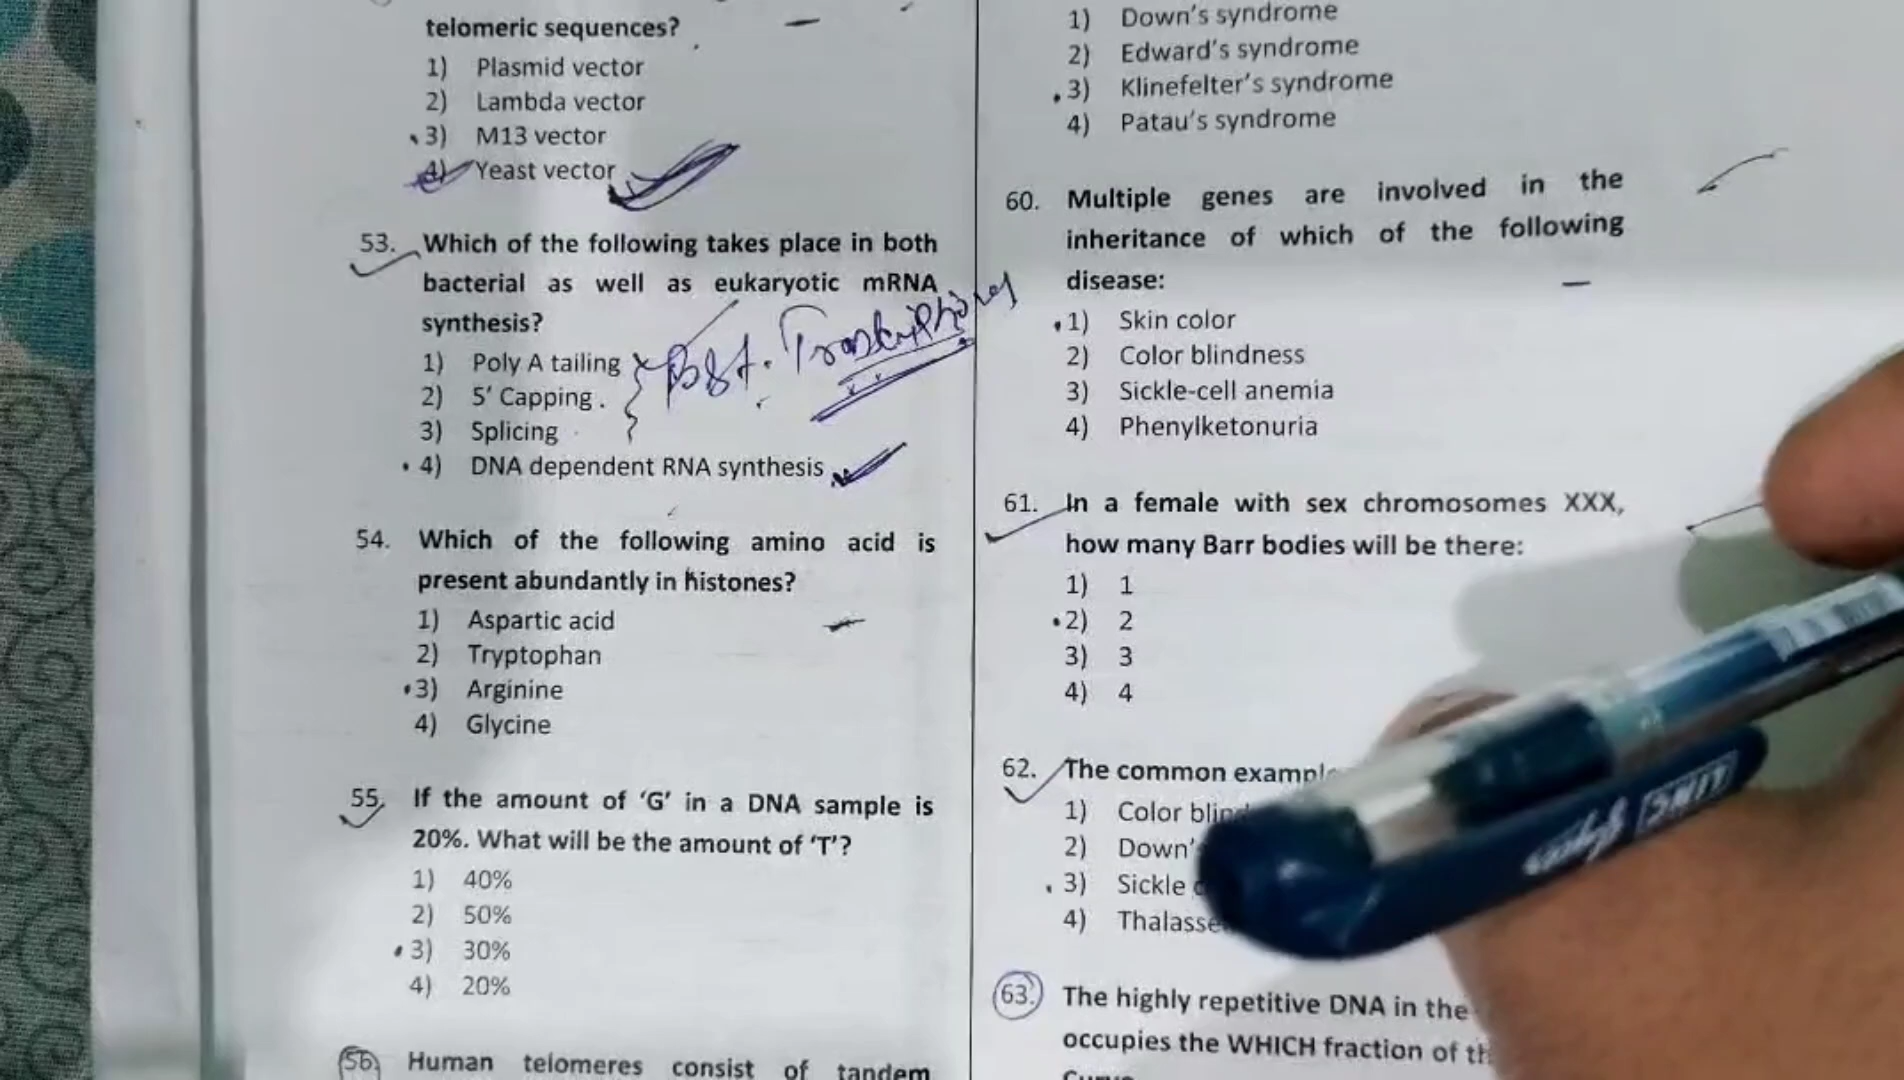 telomeric sequences?
1) Plasmid vector
2) Lambda vector
3) M13 vector
4) Yeast vector
53. Which of the following takes place in both
bacterial as well as eukaryotic mRNA
synthesis?
1) Poly A tailing
2) 5' Capping .
3) Splicing
4) DNA dependent RNA synthesis
54. Which of the following amino acid is
present abundantly in histones?
1) Aspartic acid
2) Tryptophan
3) Arginine
4) Glycine
55. If the amount of ‘G’ in a DNA sample is
20%. What will be the amount of ‘T’?
1) 40%
2) 50%
3) 30%
4) 20%
56. Human telomeres consist of tandem
1) Down's syndrome
2) Edward's syndrome
3) Klinefelter's syndrome
4) Patau's syndrome
60. Multiple genes are involved in the
inheritance of which of the following
disease:
1) Skin color
2) Color blindness
3) Sickle-cell anemia
4) Phenylketonuria
61. In a female with sex chromosomes XXX,
how many Barr bodies will be there:
1) 1
2) 2
3) 3
4) 4
62. The common
1) Color
2)
3) Sickle
4)
63. The highly repetitive DNA in the
occupies the WHICH fraction of
LINC